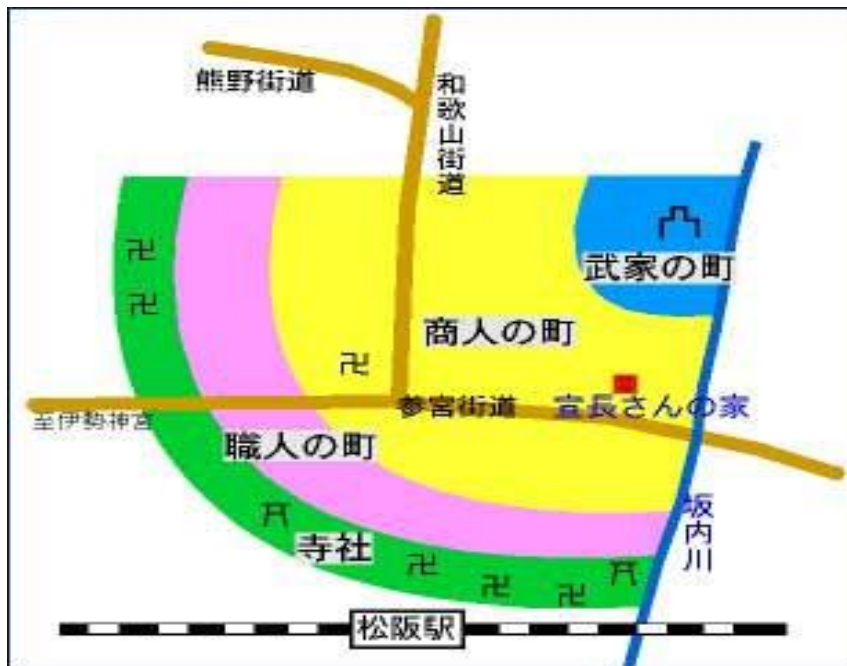 熊野街道
和歌山街道
武家の町
商人の町
参宮街道
宣長さんの家
至伊勢神宮
職人の町
坂内川
寺社
松阪駅